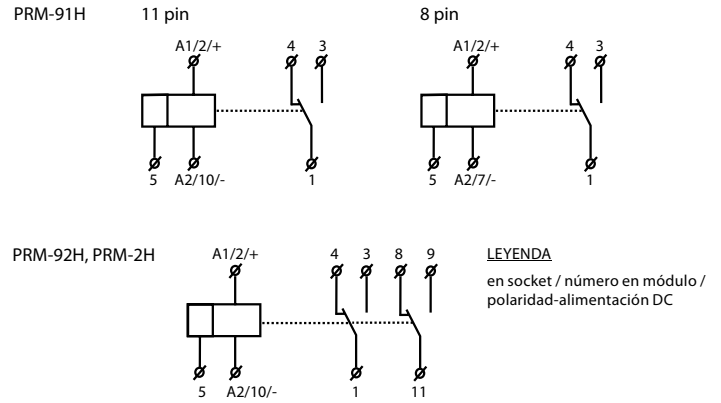 PRM-91H
11 pin
8 pin
A1/2/+ 4 3
5 A2/10/- 1
A1/2/+ 4 3
5 A2/7/- 1
PRM-92H, PRM-2H
A1/2/+ 4 3 8 9
5 A2/10/- 1 11
LEYENDA
en socket / número en módulo /
polaridad-alimentación DC